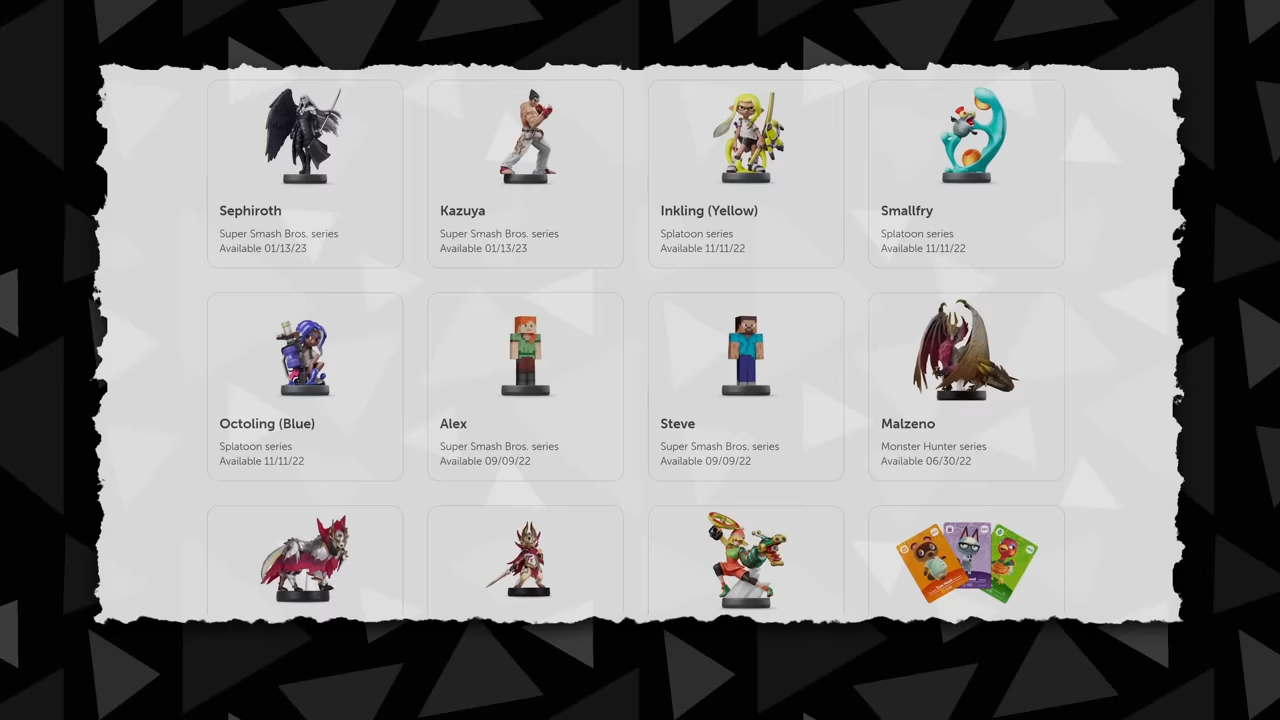 Sephiroth
Super Smash Bros. series
Available 01/13/23
Kazuya
Super Smash Bros. series
Available 01/13/23
Inkling (Yellow)
Splatoon series
Available 11/11/22
Smallfry
Splatoon series
Available 11/11/22
Octoling (Blue)
Splatoon series
Available 11/11/22
Alex
Super Smash Bros. series
Available 09/09/22
Steve
Super Smash Bros. series
Available 09/09/22
Malzeno
Monster Hunter series
Available 06/30/22